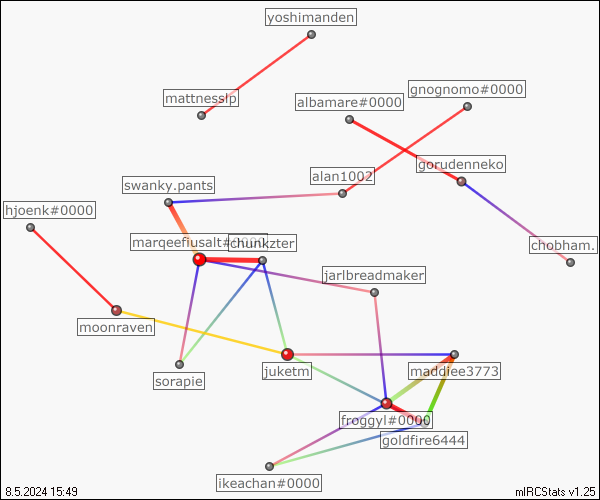 yoshimanden
mattnesslp
gnognomo#0000
albamare#0000
gorudenneko
alan1002
swanky.pants
hjoenk#0000
chobham.
marqeefiusalt#
chunkzter
jarlbreadmaker
moonraven
juketm
maddiee3773
sorapie
froggyl#0000
goldfire6444
ikeachan#0000
8.5.2024 15:49
mIRCStats v1.25